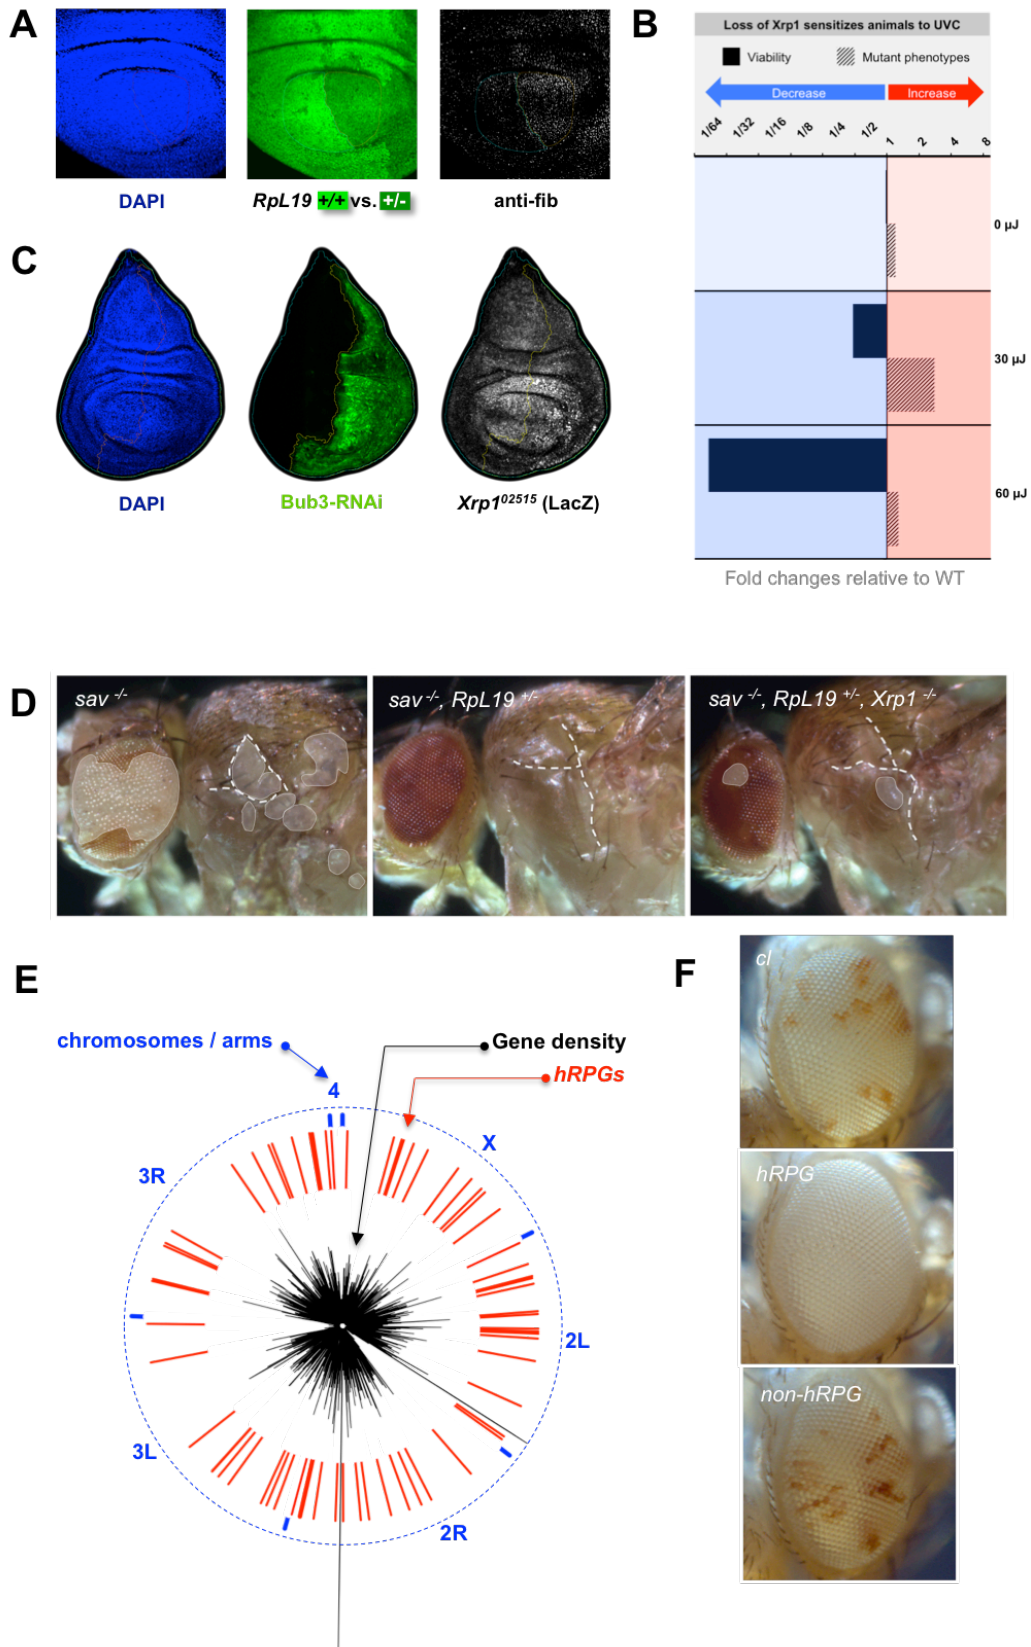 A
DAPI
RpL19 +/+ vs. +/-
anti-fib
B
Loss of Xrp1 sensitizes animals to UVC
Viability
Mutant phenotypes
Decrease
Increase
1/64 1/32 1/16 1/8 1/4 1/2 1 2 4 8
0 µJ
30 µJ
60 µJ
Fold changes relative to WT
C
DAPI
Bub3-RNAi
Xrp1⁰²⁵¹⁵ (LacZ)
D
sav -/-
sav -/-, RpL19 +/-
sav -/-, RpL19 +/-, Xrp1 -/-
E
chromosomes / arms
Gene density
hRPGs
4
X
3R
2L
3L
2R
F
cl
hRPG
non-hRPG